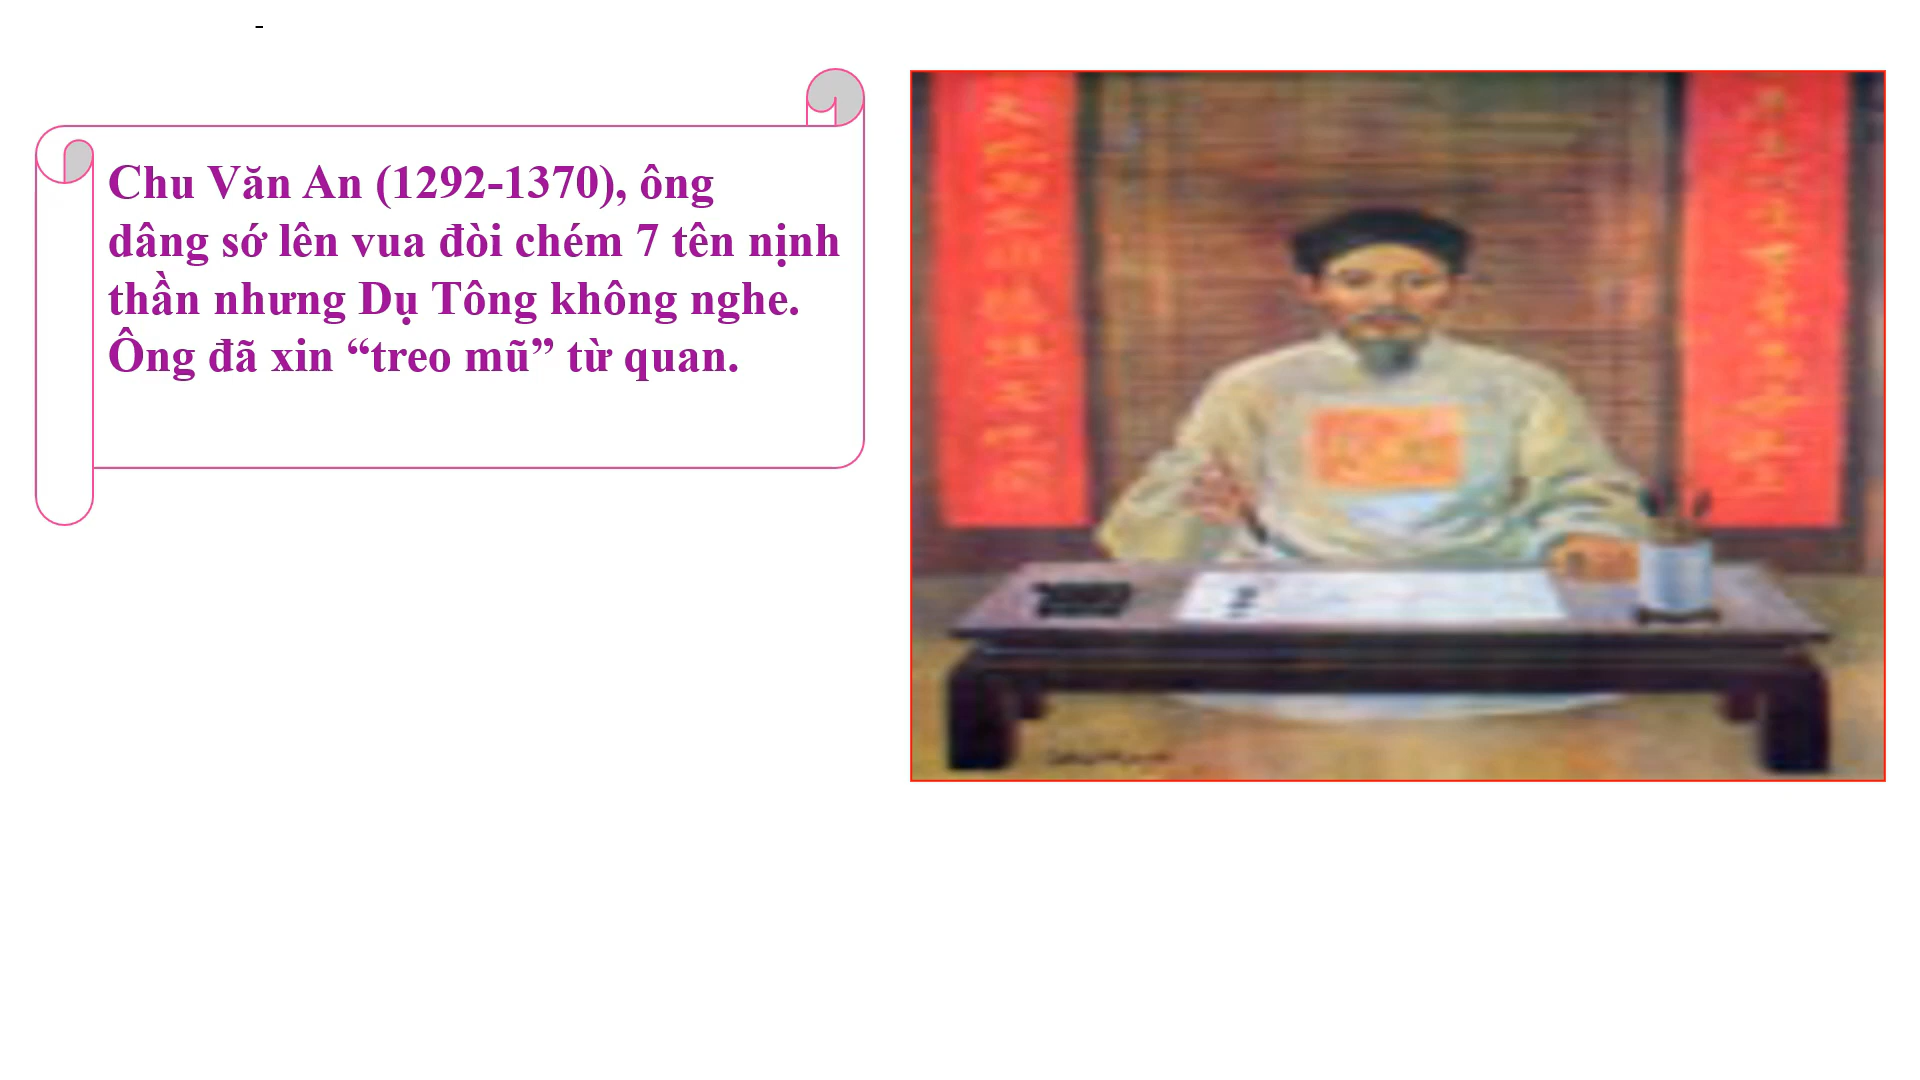 -
Chu Văn An (1292-1370), ông
dâng sớ lên vua đòi chém 7 tên nịnh
thần nhưng Dụ Tông không nghe.
Ông đã xin “treo mũ” từ quan.